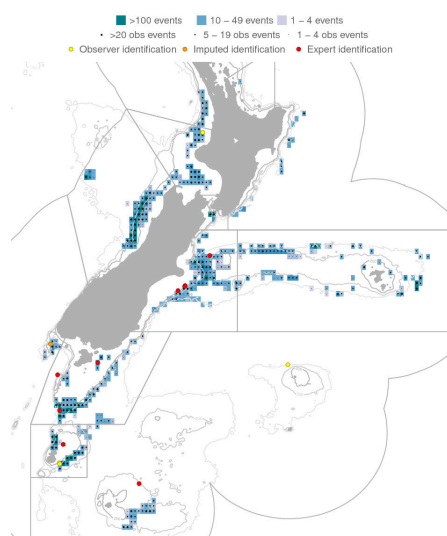 >100 events 10 – 49 events 1 – 4 events
>20 obs events 5 – 19 obs events 1 – 4 obs events
Observer identification Imputed identification Expert identification